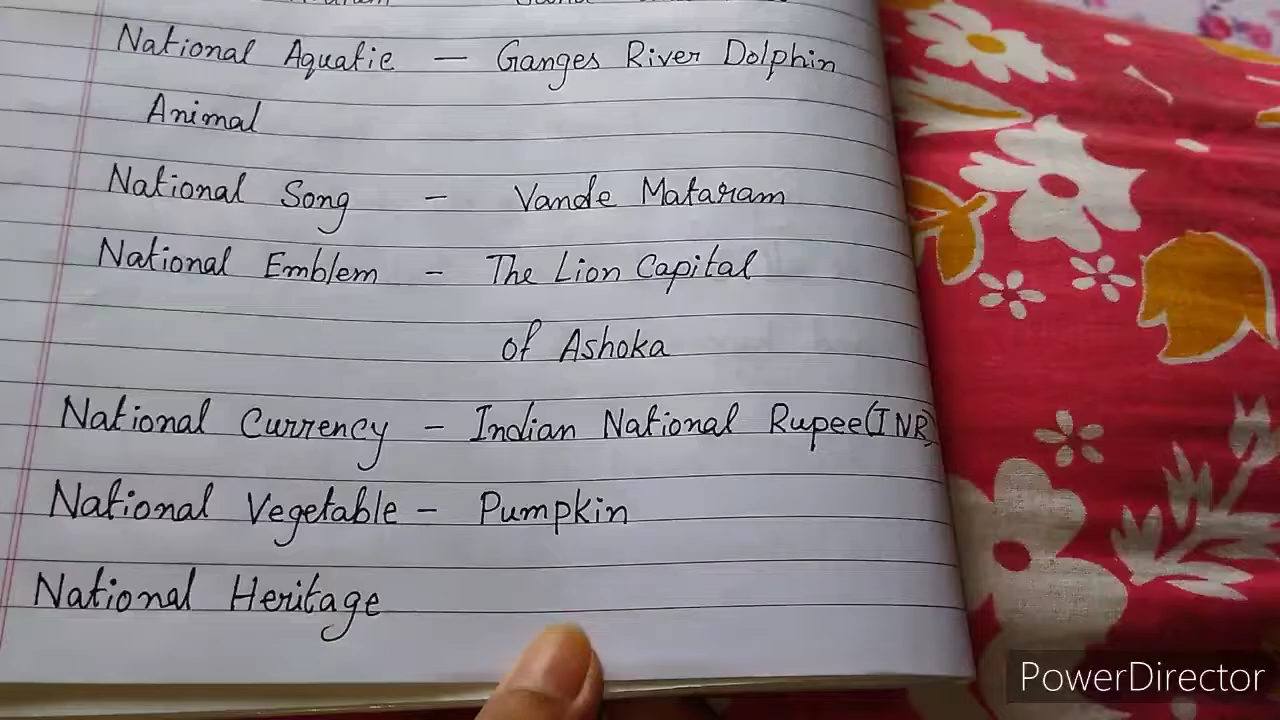 National Aquatic — Ganges River Dolphin
Animal
National Song - Vande Mataram
National Emblem - The Lion Capital
of Ashoka
National Currency - Indian National Rupee(INR)
National Vegetable - Pumpkin
National Heritage
PowerDirector